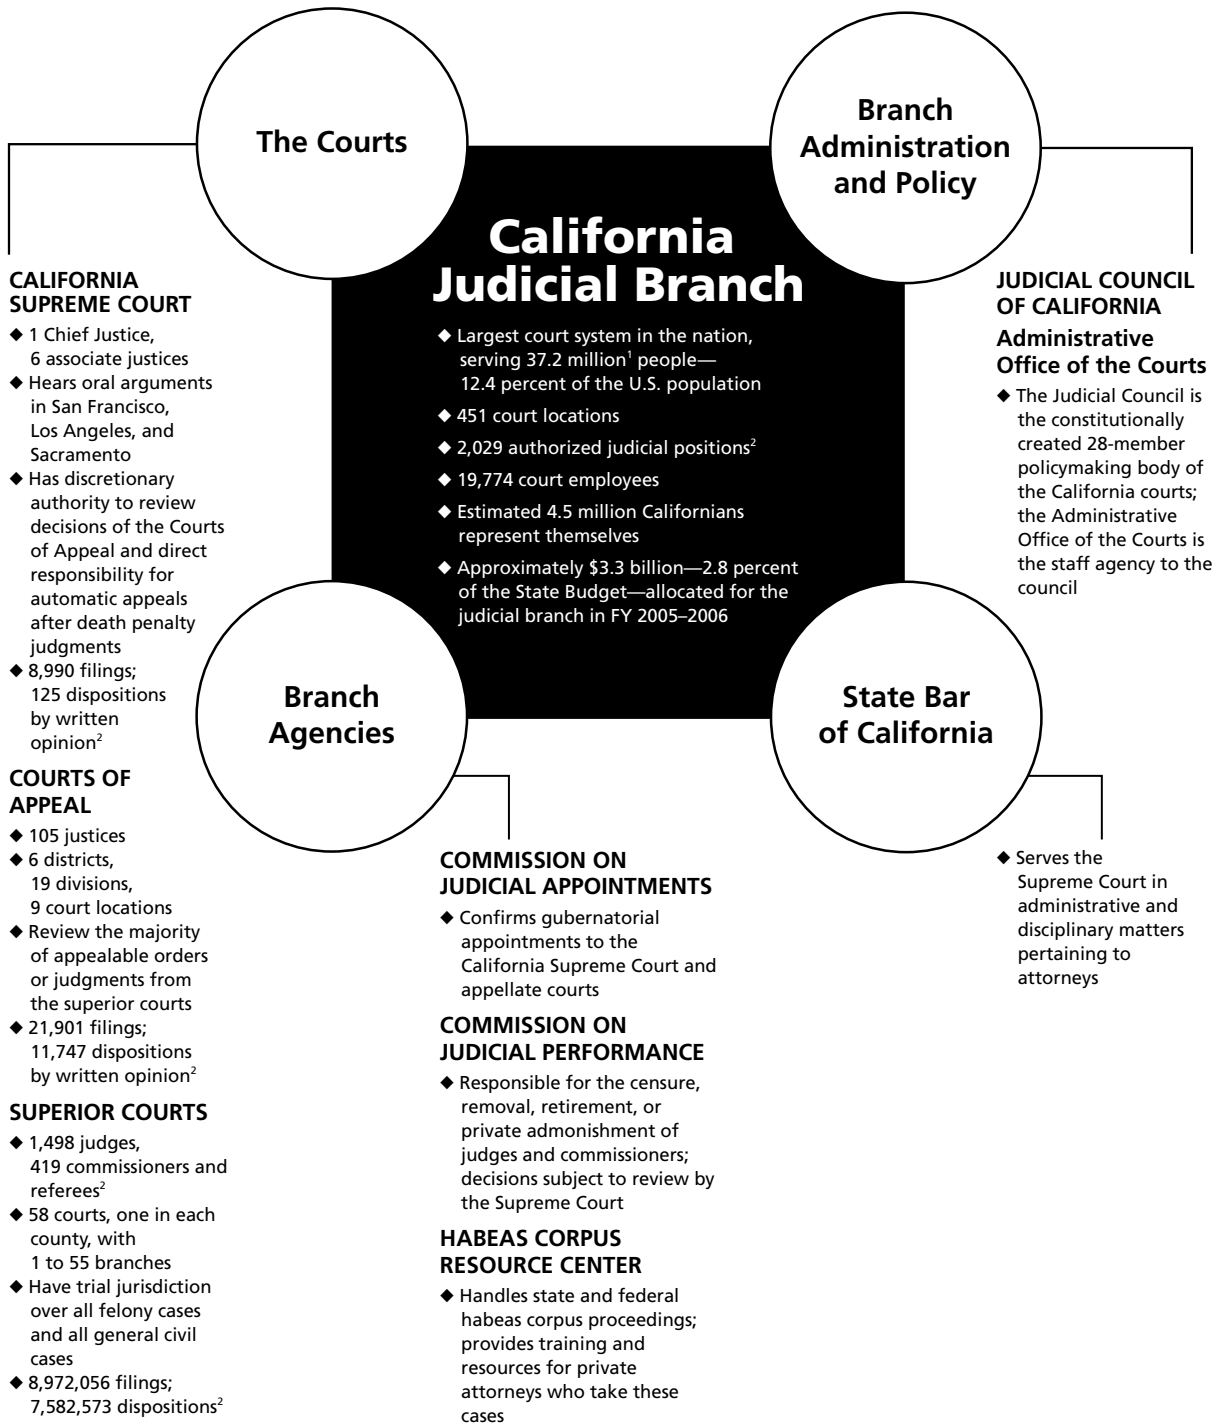 The Courts
Branch
Administration
and Policy
California
Judicial Branch
◆ Largest court system in the nation,
serving 37.2 million¹ people—
12.4 percent of the U.S. population
◆ 451 court locations
◆ 2,029 authorized judicial positions²
◆ 19,774 court employees
◆ Estimated 4.5 million Californians
represent themselves
◆ Approximately $3.3 billion—2.8 percent
of the State Budget—allocated for the
judicial branch in FY 2005–2006
CALIFORNIA
SUPREME COURT
◆ 1 Chief Justice,
6 associate justices
◆ Hears oral arguments
in San Francisco,
Los Angeles, and
Sacramento
◆ Has discretionary
authority to review
decisions of the Courts
of Appeal and direct
responsibility for
automatic appeals
after death penalty
judgments
◆ 8,990 filings;
125 dispositions
by written
opinion²
COURTS OF
APPEAL
◆ 105 justices
◆ 6 districts,
19 divisions,
9 court locations
◆ Review the majority
of appealable orders
or judgments from
the superior courts
◆ 21,901 filings;
11,747 dispositions
by written opinion²
SUPERIOR COURTS
◆ 1,498 judges,
419 commissioners and
referees²
◆ 58 courts, one in each
county, with
1 to 55 branches
◆ Have trial jurisdiction
over all felony cases
and all general civil
cases
◆ 8,972,056 filings;
7,582,573 dispositions²
JUDICIAL COUNCIL
OF CALIFORNIA
Administrative
Office of the Courts
◆ The Judicial Council is
the constitutionally
created 28-member
policymaking body of
the California courts;
the Administrative
Office of the Courts is
the staff agency to the
council
Branch
Agencies
COMMISSION ON
JUDICIAL APPOINTMENTS
◆ Confirms gubernatorial
appointments to the
California Supreme Court and
appellate courts
COMMISSION ON
JUDICIAL PERFORMANCE
◆ Responsible for the censure,
removal, retirement, or
private admonishment of
judges and commissioners;
decisions subject to review by
the Supreme Court
HABEAS CORPUS
RESOURCE CENTER
◆ Handles state and federal
habeas corpus proceedings;
provides training and
resources for private
attorneys who take these
cases
State Bar
of California
◆ Serves the
Supreme Court in
administrative and
disciplinary matters
pertaining to
attorneys